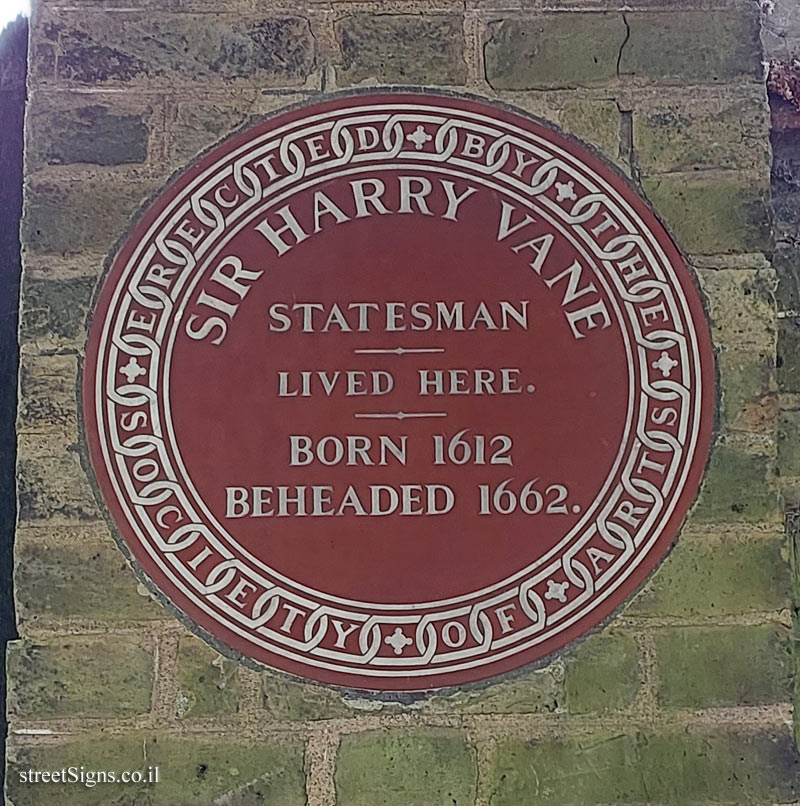 ERECTED BY THE
SOCIETY OF ARTS
SIR HARRY VANE
STATESMAN
LIVED HERE.
BORN 1612
BEHEADED 1662.
streetSigns.co.il